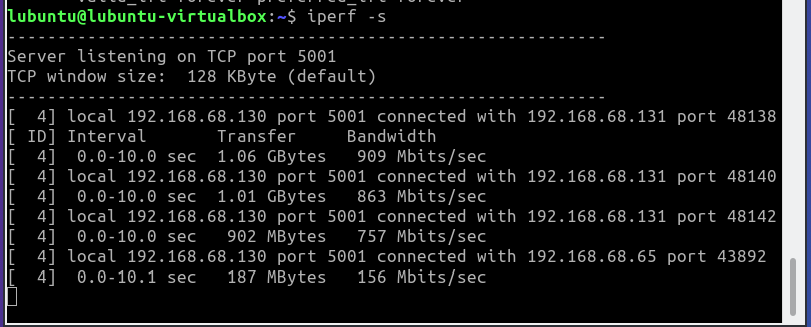 lubuntu@lubuntu-virtualbox:~$ iperf -s
------------------------------------------------------------
Server listening on TCP port 5001
TCP window size:  128 KByte (default)
------------------------------------------------------------
[  4] local 192.168.68.130 port 5001 connected with 192.168.68.131 port 48138
[ ID] Interval       Transfer     Bandwidth
[  4]  0.0-10.0 sec  1.06 GBytes   909 Mbits/sec
[  4] local 192.168.68.130 port 5001 connected with 192.168.68.131 port 48140
[  4]  0.0-10.0 sec  1.01 GBytes   863 Mbits/sec
[  4] local 192.168.68.130 port 5001 connected with 192.168.68.131 port 48142
[  4]  0.0-10.0 sec   902 MBytes   757 Mbits/sec
[  4] local 192.168.68.130 port 5001 connected with 192.168.68.65 port 43892
[  4]  0.0-10.1 sec   187 MBytes   156 Mbits/sec